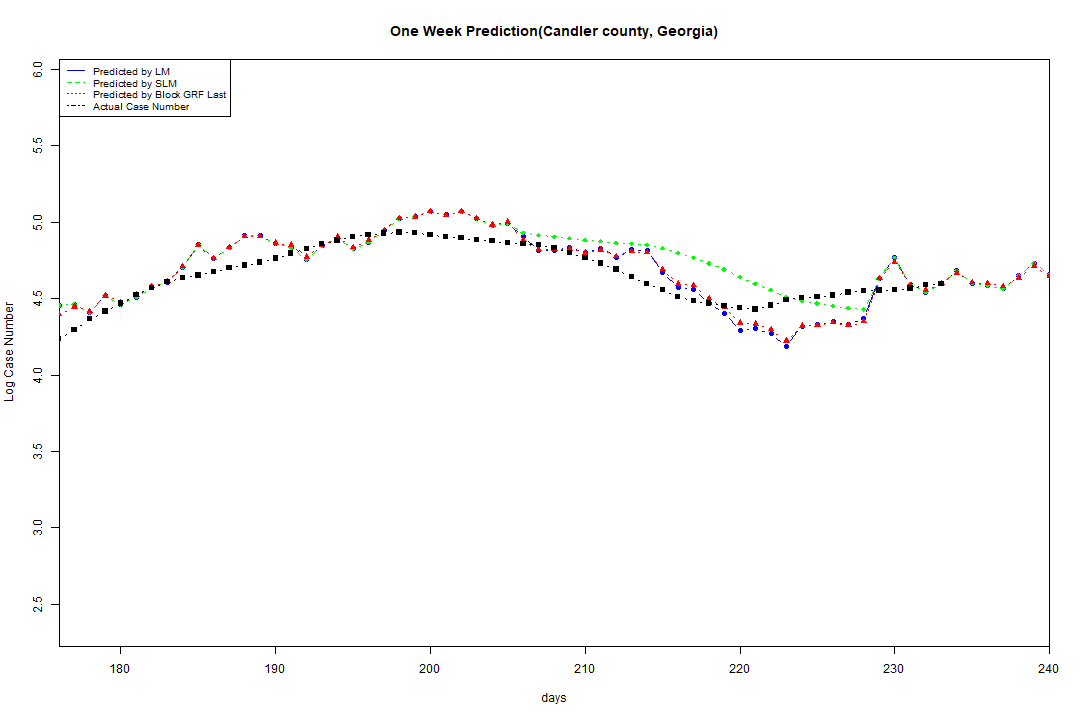 One Week Prediction(Candler county, Georgia)
Predicted by LM
Predicted by SLM
Predicted by Block GRF Last
Actual Case Number
6.0
5.5
5.0
4.5
4.0
3.5
3.0
2.5
Log Case Number
180 190 200 210 220 230 240
days